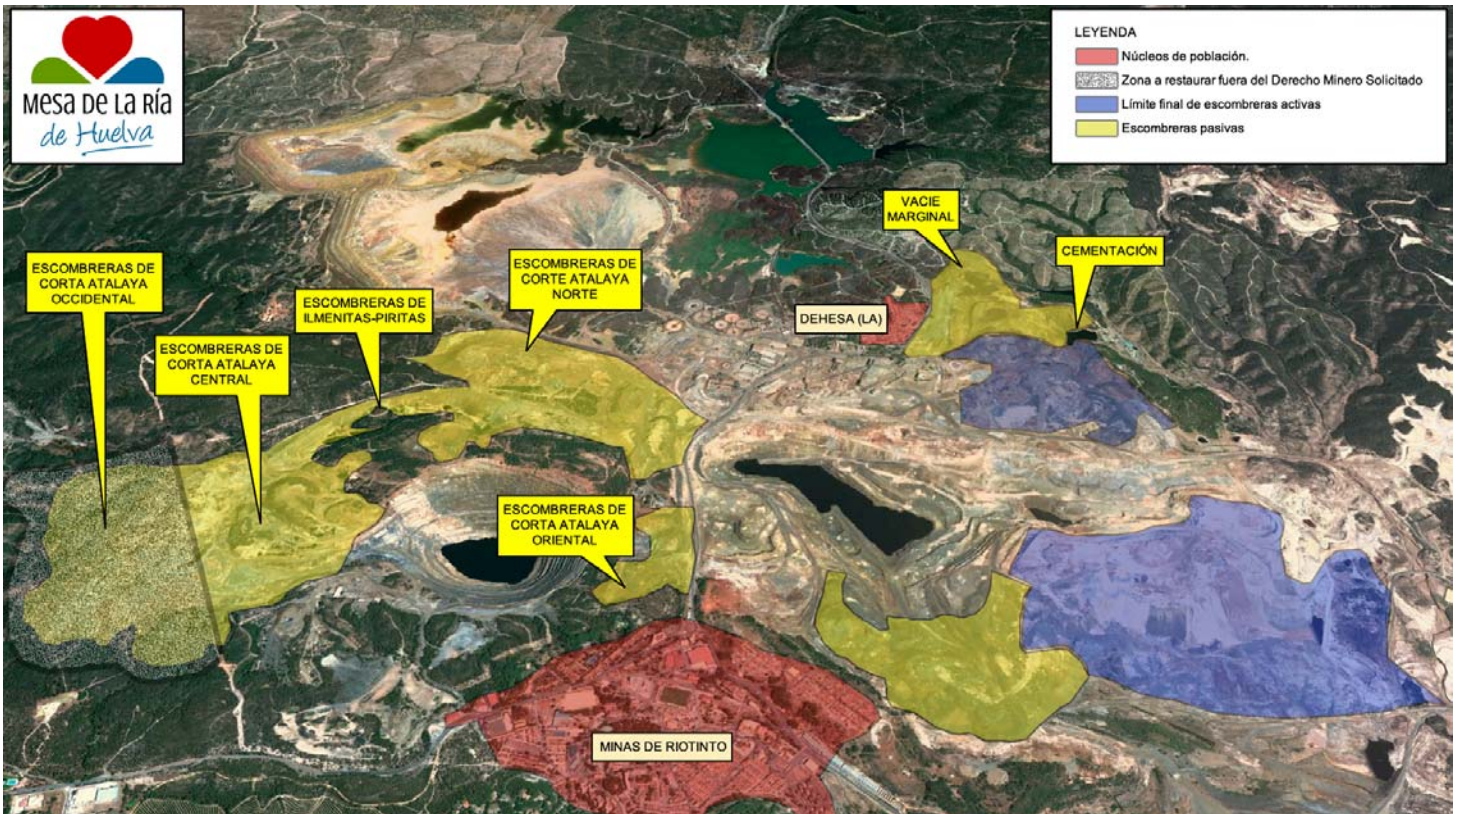 MESA DE LA RÍA
de Huelva
LEYENDA
Núcleos de población.
Zona a restaurar fuera del Derecho Minero Solicitado
Límite final de escombreras activas
Escombreras pasivas
VACIE
MARGINAL
CEMENTACIÓN
ESCOMBRERAS DE
CORTA ATALAYA
OCCIDENTAL
ESCOMBRERAS DE
CORTE ATALAYA
NORTE
ESCOMBRERAS DE
ILMENITAS-PIRITAS
DEHESA (LA)
ESCOMBRERAS DE
CORTA ATALAYA
CENTRAL
ESCOMBRERAS DE
CORTA ATALAYA
ORIENTAL
MINAS DE RIOTINTO